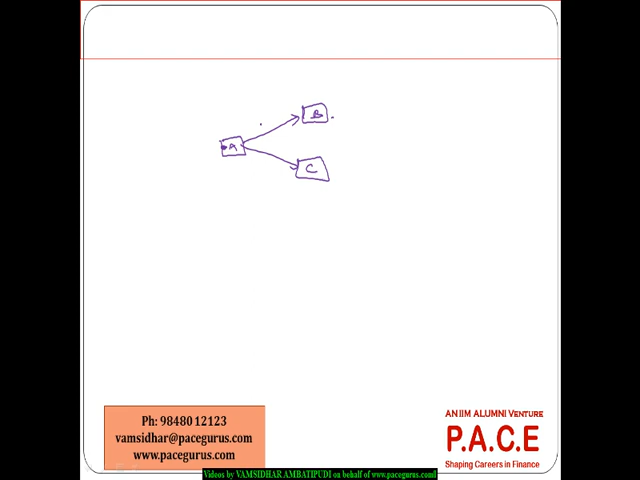 B
A
C
Ph: 98480 12123
vamsidhar@pacegurus.com
www.pacegurus.com
AN IIM ALUMNI VENTURE
P.A.C.E
Shaping Careers in Finance
Videos by VAMSIDHAR AMBATIPUDI on behalf of www.pacegurus.com